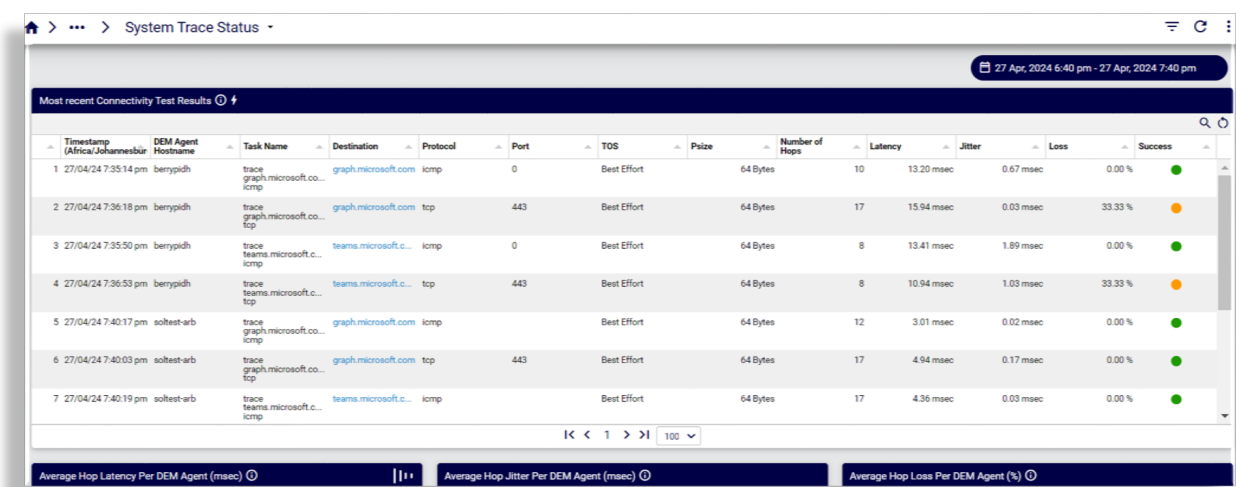 System Trace Status
27 Apr, 2024 6:40 pm - 27 Apr, 2024 7:40 pm
Most recent Connectivity Test Results
Timestamp (Africa/Johannesbur DEM Agent Hostname Task Name Destination Protocol Port TOS Psize Number of Hops Latency Jitter Loss Success
1 27/04/24 7:35:14 pm berrypidh trace graph.microsoft.co... icmp graph.microsoft.com icmp 0 Best Effort 64 Bytes 10 13.20 msec 0.67 msec 0.00 %
2 27/04/24 7:36:18 pm berrypidh trace graph.microsoft.co... tcp graph.microsoft.com tcp 443 Best Effort 64 Bytes 17 15.94 msec 0.03 msec 33.33 %
3 27/04/24 7:35:50 pm berrypidh trace teams.microsoft.c... icmp teams.microsoft.c... icmp 0 Best Effort 64 Bytes 8 13.41 msec 1.89 msec 0.00 %
4 27/04/24 7:36:53 pm berrypidh trace teams.microsoft.c... tcp teams.microsoft.c... tcp 443 Best Effort 64 Bytes 8 10.94 msec 1.03 msec 33.33 %
5 27/04/24 7:40:17 pm soltest-arb trace graph.microsoft.co... icmp graph.microsoft.com icmp Best Effort 64 Bytes 12 3.01 msec 0.02 msec 0.00 %
6 27/04/24 7:40:03 pm soltest-arb trace graph.microsoft.co... tcp graph.microsoft.com tcp 443 Best Effort 64 Bytes 17 4.94 msec 0.17 msec 0.00 %
7 27/04/24 7:40:19 pm soltest-arb trace teams.microsoft.c... icmp teams.microsoft.c... icmp Best Effort 64 Bytes 17 4.36 msec 0.03 msec 0.00 %
1 100
Average Hop Latency Per DEM Agent (msec) Average Hop Jitter Per DEM Agent (msec) Average Hop Loss Per DEM Agent (%)